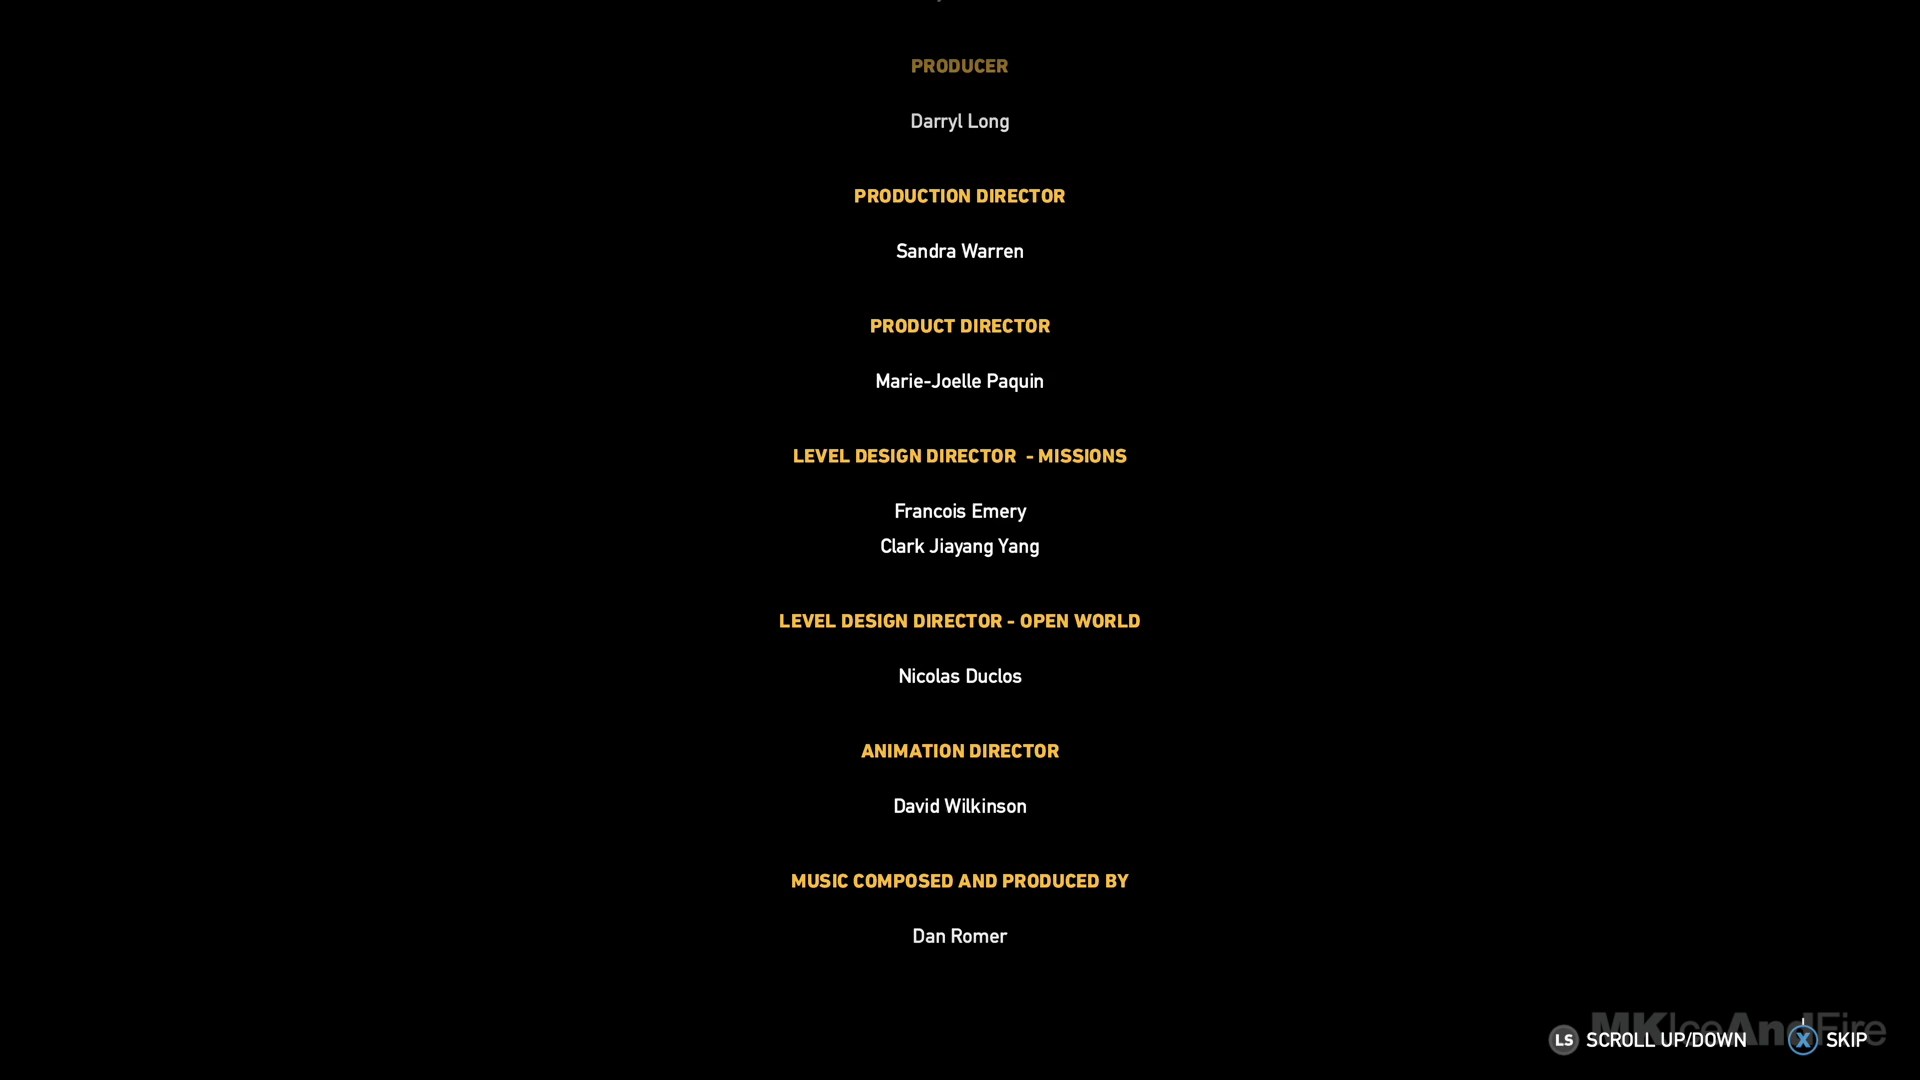 PRODUCER
Darryl Long
PRODUCTION DIRECTOR
Sandra Warren
PRODUCT DIRECTOR
Marie-Joelle Paquin
LEVEL DESIGN DIRECTOR - MISSIONS
Francois Emery
Clark Jiayang Yang
LEVEL DESIGN DIRECTOR - OPEN WORLD
Nicolas Duclos
ANIMATION DIRECTOR
David Wilkinson
MUSIC COMPOSED AND PRODUCED BY
Dan Romer
MKIceAndFire
LS SCROLL UP/DOWN X SKIP